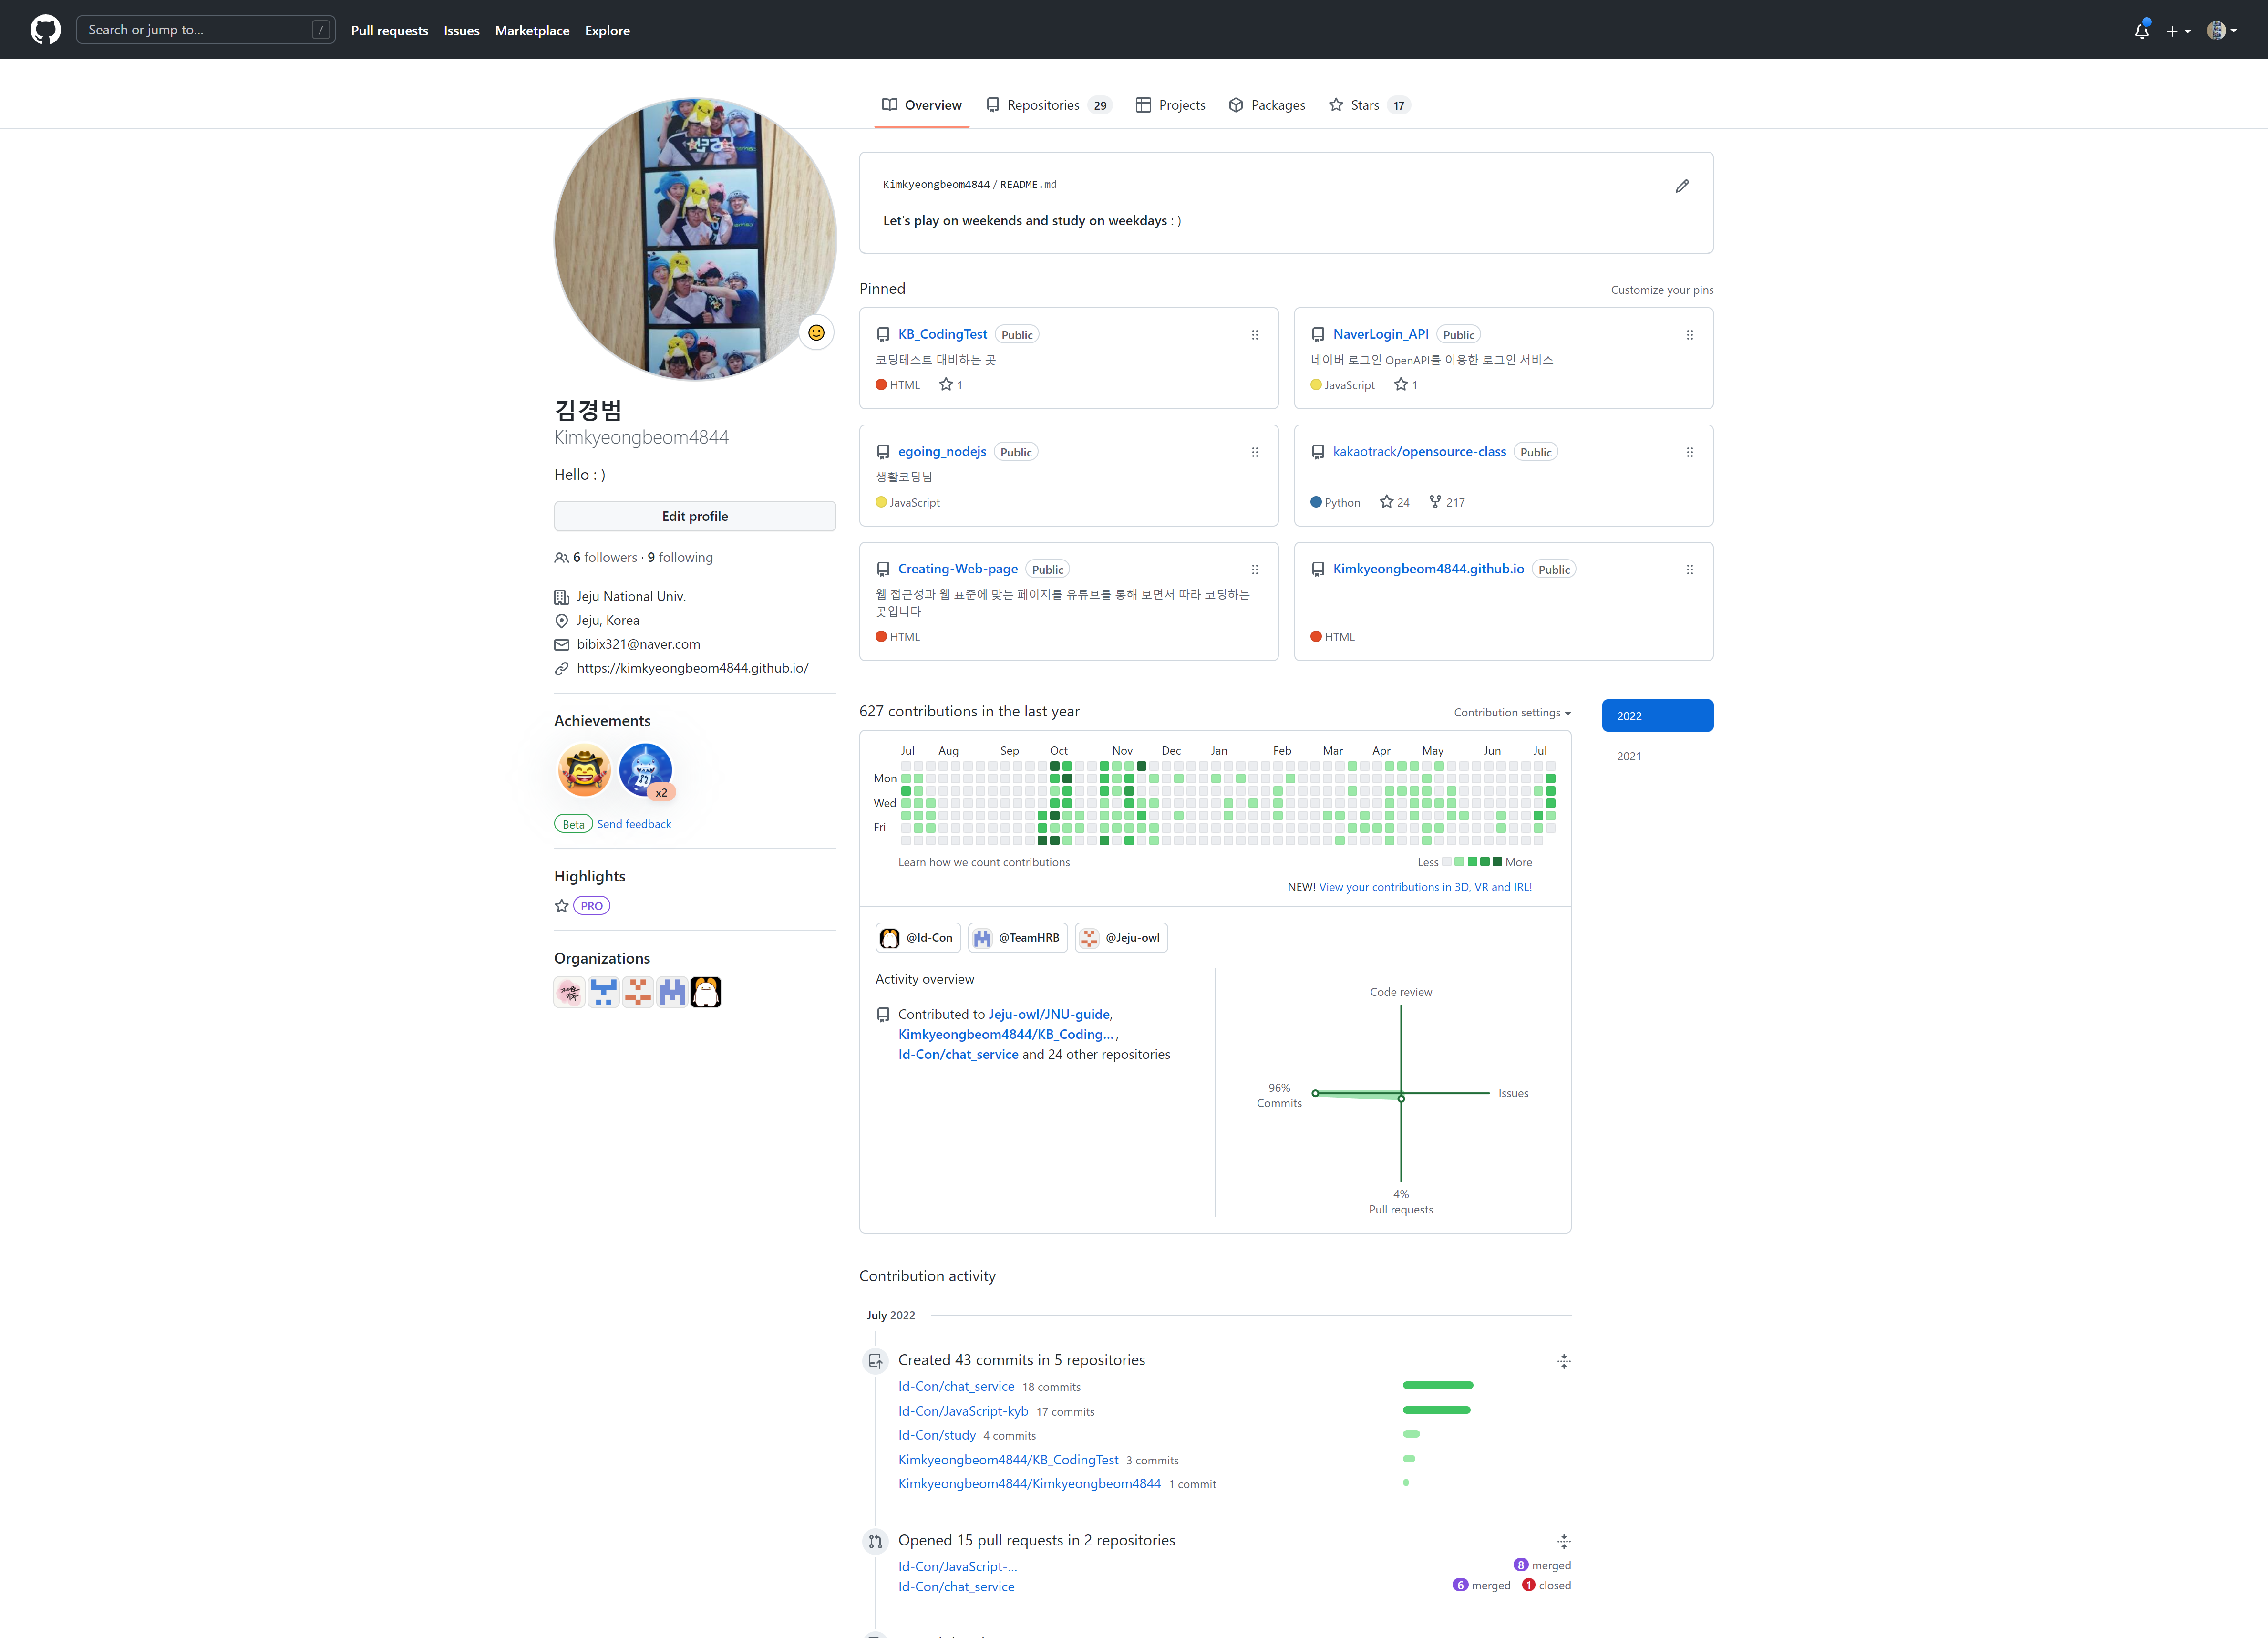 Search or jump to...
/
Pull requests
Issues
Marketplace
Explore
Overview
Repositories 29
Projects
Packages
Stars 17
김경범
Kimkyeongbeom4844
Hello : )
Edit profile
6 followers · 9 following
Jeju National Univ.
Jeju, Korea
bibix321@naver.com
https://kimkyeongbeom4844.github.io/
Achievements
x2
Beta Send feedback
Highlights
PRO
Organizations
Kimkyeongbeom4844 / README.md
Let's play on weekends and study on weekdays : )
Pinned
Customize your pins
KB_CodingTest Public
코딩테스트 대비하는 곳
HTML 1
NaverLogin_API Public
네이버 로그인 OpenAPI를 이용한 로그인 서비스
JavaScript 1
egoing_nodejs Public
생활코딩님
JavaScript
kakaotrack/opensource-class Public
Python 24 217
Creating-Web-page Public
웹 접근성과 웹 표준에 맞는 페이지를 유튜브를 통해 보면서 따라 코딩하는
곳입니다
HTML
Kimkyeongbeom4844.github.io Public
HTML
627 contributions in the last year
Contribution settings
2022
2021
Jul Aug Sep Oct Nov Dec Jan Feb Mar Apr May Jun Jul
Mon
Wed
Fri
Learn how we count contributions
Less More
NEW! View your contributions in 3D, VR and IRL!
@Id-Con
@TeamHRB
@Jeju-owl
Activity overview
Contributed to Jeju-owl/JNU-guide,
Kimkyeongbeom4844/KB_Coding... ,
Id-Con/chat_service and 24 other repositories
Code review
96%
Commits
Issues
4%
Pull requests
Contribution activity
July 2022
Created 43 commits in 5 repositories
Id-Con/chat_service 18 commits
Id-Con/JavaScript-kyb 17 commits
Id-Con/study 4 commits
Kimkyeongbeom4844/KB_CodingTest 3 commits
Kimkyeongbeom4844/Kimkyeongbeom4844 1 commit
Opened 15 pull requests in 2 repositories
Id-Con/JavaScript-...
8 merged
Id-Con/chat_service
6 merged 1 closed